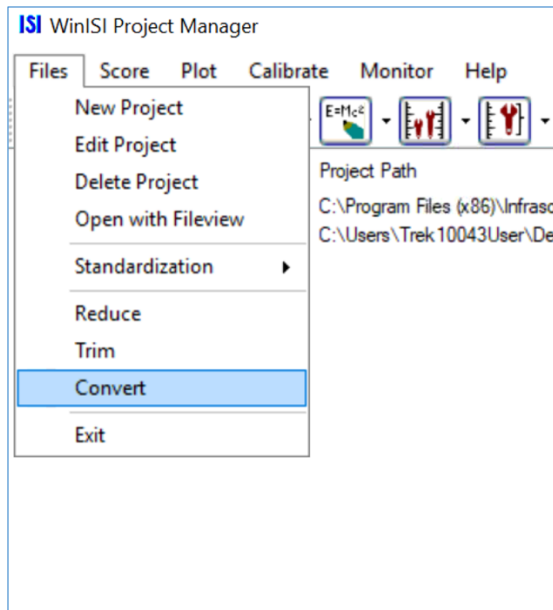 ISI WinISI Project Manager
Files Score Plot Calibrate Monitor Help
New Project
E=Mc²
Edit Project
Delete Project
Project Path
Open with Fileview
C:\Program Files (x86)\Infrasc
C:\Users\Trek10043User\De
Standardization
Reduce
Trim
Convert
Exit